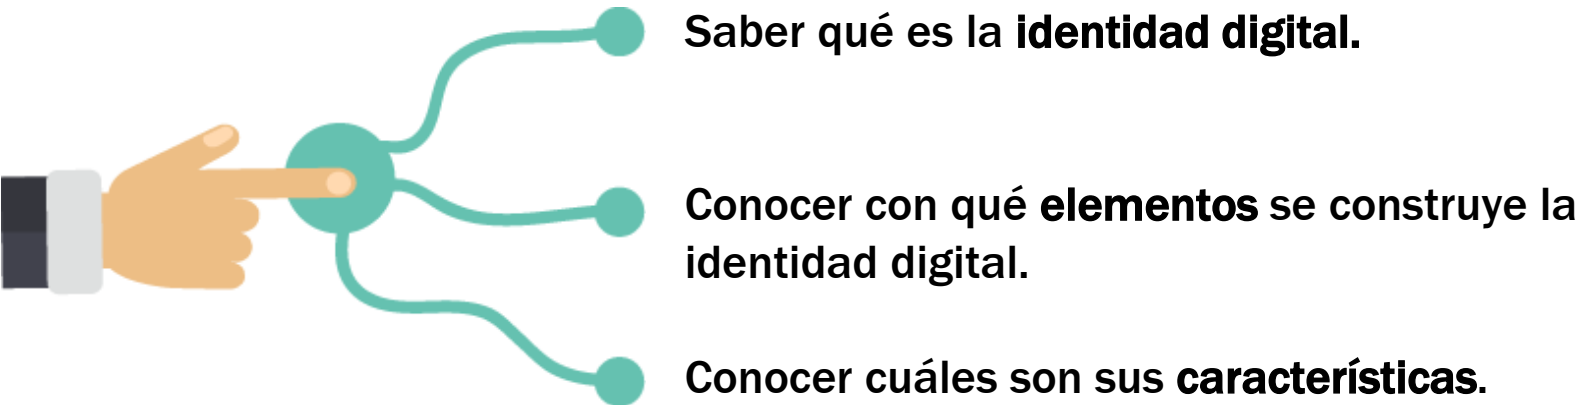 Saber qué es la identidad digital.
Conocer con qué elementos se construye la
identidad digital.
Conocer cuáles son sus características.